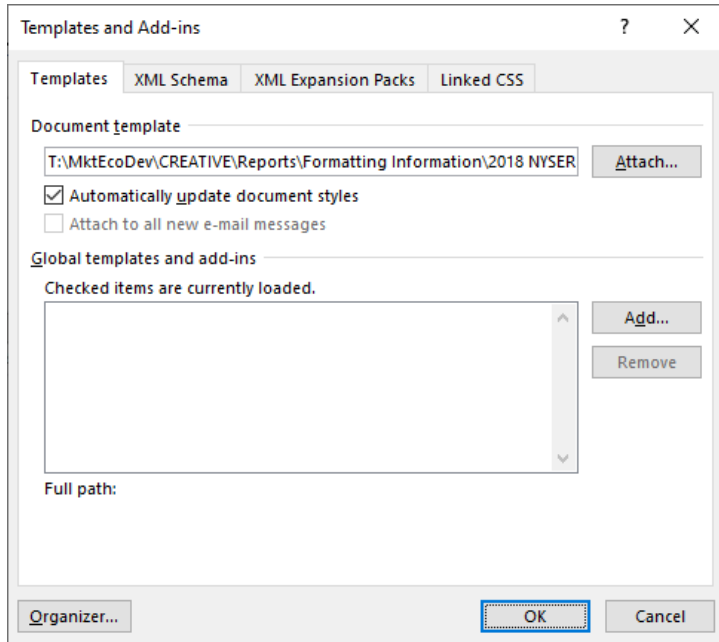 Templates and Add-ins ? ×
Templates XML Schema XML Expansion Packs Linked CSS
Document template
T:\MktEcoDev\CREATIVE\Reports\Formatting Information\2018 NYSER Attach...
Automatically update document styles
Attach to all new e-mail messages
Global templates and add-ins
Checked items are currently loaded.
Add...
Remove
Full path:
Organizer... OK Cancel